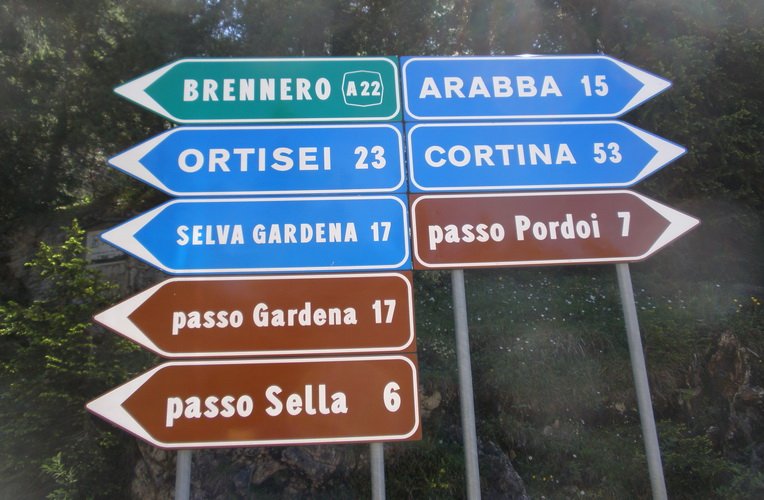 BRENNERO A22
ORTISEI 23
SELVA GARDENA 17
passo Gardena 17
passo Sella 6
ARABBA 15
CORTINA 53
passo Pordoi 7